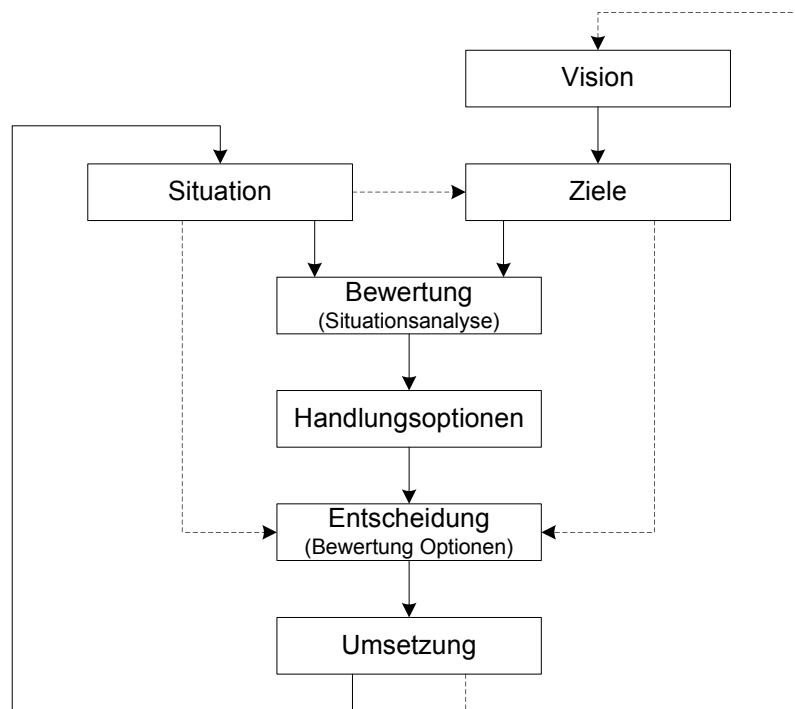 Vision
Situation
Ziele
Bewertung
(Situationsanalyse)
Handlungsoptionen
Entscheidung
(Bewertung Optionen)
Umsetzung